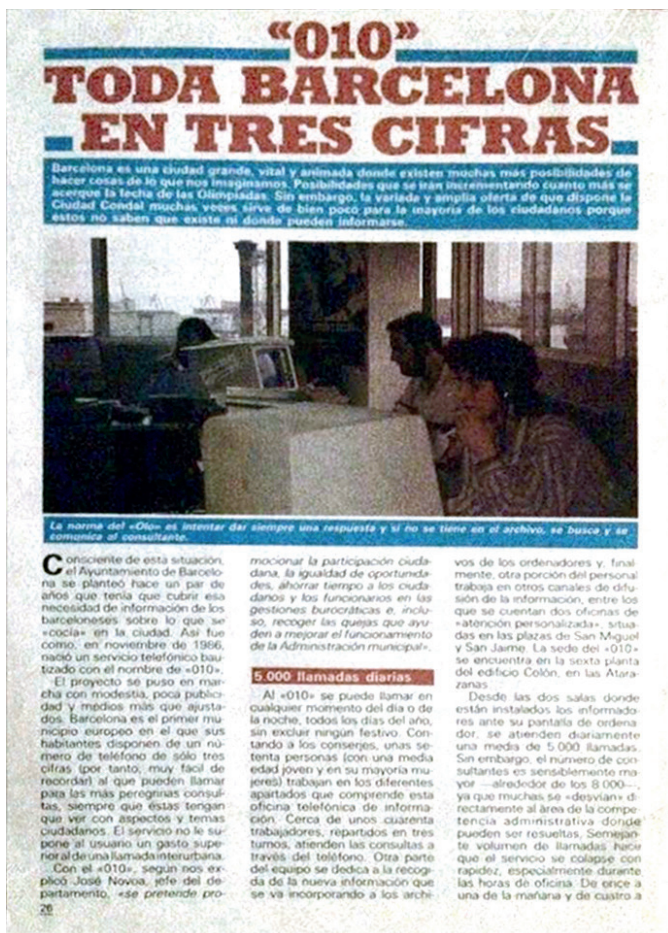 «010»
TODA BARCELONA
EN TRES CIFRAS
Barcelona es una ciudad grande, vital y animada donde existen muchas más posibilidades de
hacer cosas de lo que nos imaginamos. Posibilidades que se irán incrementando cuanto más se
acerque la fecha de las Olimpiadas. Sin embargo, la variada y amplia oferta de que dispone la
Ciudad Condal muchas veces sirve de bien poco para la mayoría de los ciudadanos porque
éstos no saben que existe ni donde pueden informarse.
La norma del «Olo» es intentar dar siempre una respuesta y si no se tiene en el archivo, se busca y se
comunica al consultante.
Consciente de esta situación,
el Ayuntamiento de Barcelo-
na se planteó hace un par de
años que tenía que cubrir esa
necesidad de información de los
barceloneses sobre lo que se
«cocía» en la ciudad. Así fue
como, en noviembre de 1986,
nació un servicio telefónico bau-
tizado con el nombre de «010».
El proyecto se puso en mar-
cha con modestia, poca publici-
dad y medios más que ajusta-
dos. Barcelona es el primer mu-
nicipio europeo en el que sus
habitantes disponen de un nú-
mero de teléfono de sólo tres
cifras (por tanto, muy fácil de
recordar) al que pueden llamar
para las más peregrinas consul-
tas, siempre que éstas tengan
que ver con aspectos y temas
ciudadanos. El servicio no le su-
pone al usuario un gasto supe-
rior al de una llamada interurbana.
Con el «010», según nos ex-
plicó José Novoa, jefe del de-
partamento, «se pretende pro-
26
mocionar la participación ciuda-
dana, la igualdad de oportunida-
des, ahorrar tiempo a los ciuda-
danos y los funcionarios en las
gestiones burocráticas e, inclu-
so, recoger las quejas que ayu-
den a mejorar el funcionamiento
de la Administración municipal».
5.000 llamadas diarias
Al «010» se puede llamar en
cualquier momento del día o de
la noche, todos los días del año,
sin excluir ningún festivo. Con-
tando a los conserjes, unas se-
tenta personas (con una media
edad joven y en su mayoría mu-
jeres) trabajan en los diferentes
apartados que comprende esta
oficina telefónica de informa-
ción. Cerca de unos cuarenta
trabajadores, repartidos en tres
turnos, atienden las consultas a
través del teléfono. Otra parte
del equipo se dedica a la recogi-
da de la nueva información que
se va incorporando a los archi-
vos de los ordenadores y, final-
mente, otra porción del personal
trabaja en otros canales de difu-
sión de la información, entre los
que se cuentan dos oficinas de
«atención personalizada», situa-
das en las plazas de San Miguel
y San Jaime. La sede del «010»
se encuentra en la sexta planta
del edificio Colón, en las Atara-
zanas.
Desde las dos salas donde
están instalados los informado-
res ante su pantalla de ordena-
dor, se atienden diariamente
una media de 5.000 llamadas.
Sin embargo, el número de con-
sultantes es sensiblemente ma-
yor —alrededor de los 8.000—,
ya que muchas se «desvían» di-
rectamente al área de la compe-
tencia administrativa donde
pueden ser resueltas. Semejan-
te volumen de llamadas hace
que el servicio se colapse con
rapidez, especialmente durante
las horas de oficina. De once a
una de la mañana y de cuatro a